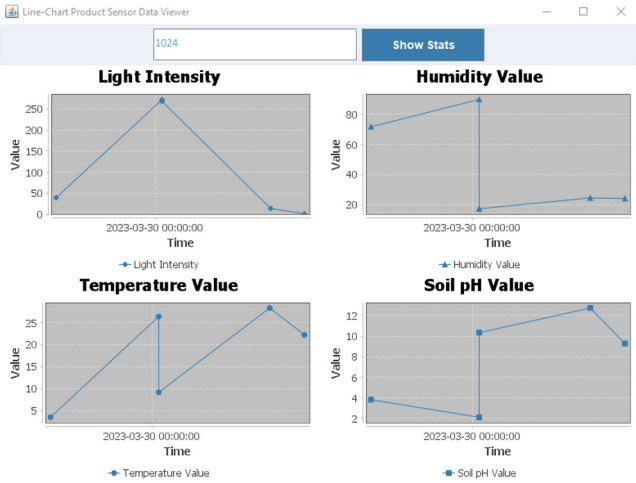 Line-Chart Product Sensor Data Viewer
1024
Show Stats
Light Intensity
Value
250
200
150
100
50
0
2023-03-30 00:00:00
Time
Light Intensity
Humidity Value
Value
80
60
40
20
2023-03-30 00:00:00
Time
Humidity Value
Temperature Value
Value
25
20
15
10
5
2023-03-30 00:00:00
Time
Temperature Value
Soil pH Value
Value
12
10
8
6
4
2
2023-03-30 00:00:00
Time
Soil pH Value